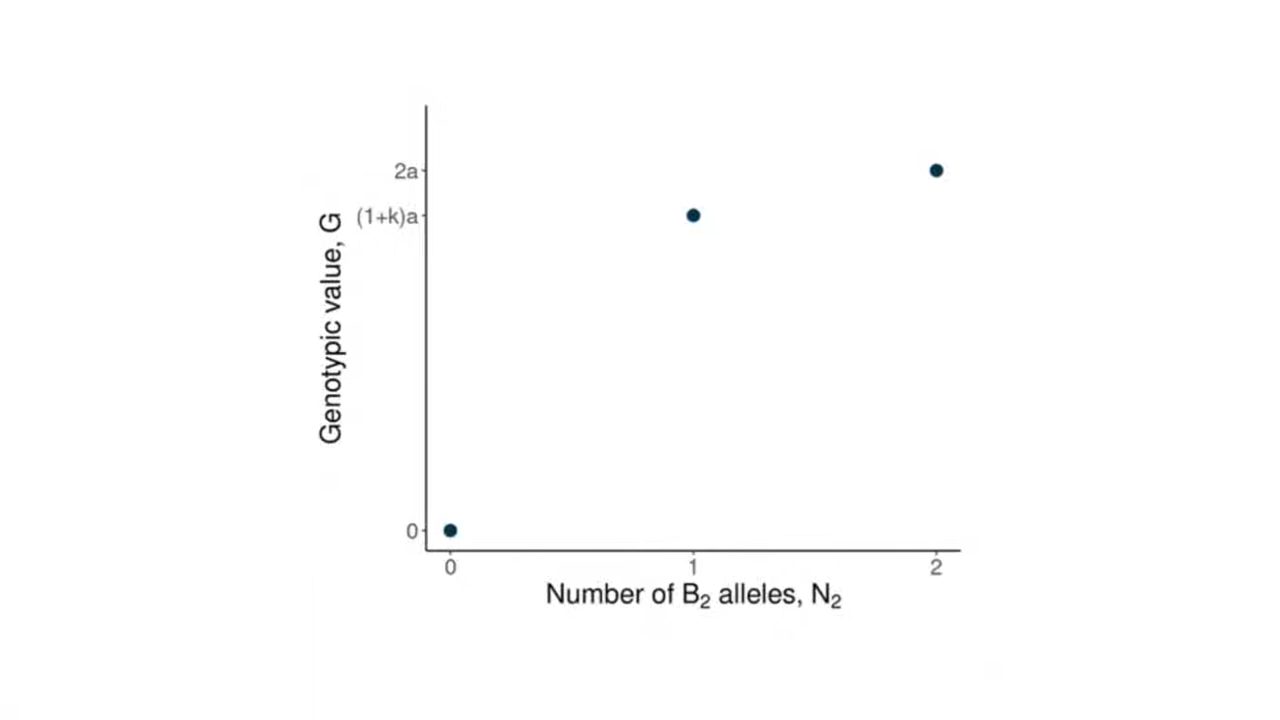 2a
(1+k)a
Genotypic value, G
0
0 1 2
Number of B₂ alleles, N₂